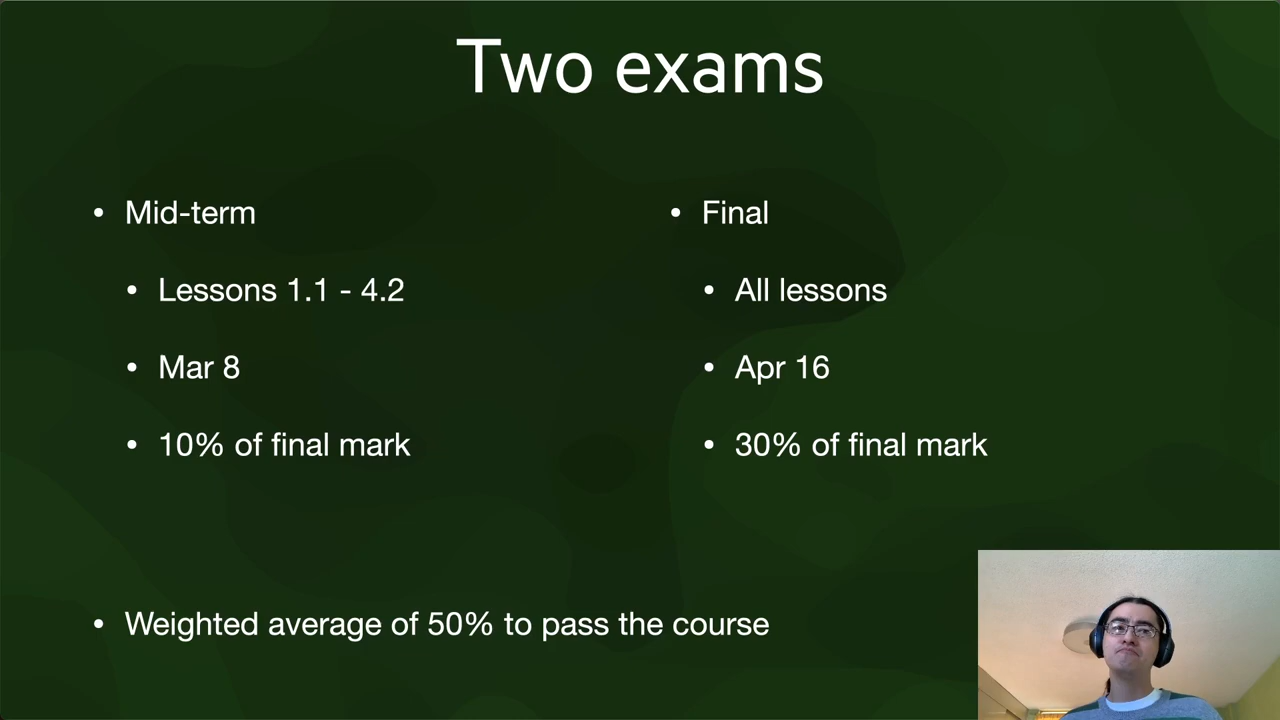 Two exams
• Mid-term
• Lessons 1.1 - 4.2
• Mar 8
• 10% of final mark
• Final
• All lessons
• Apr 16
• 30% of final mark
• Weighted average of 50% to pass the course